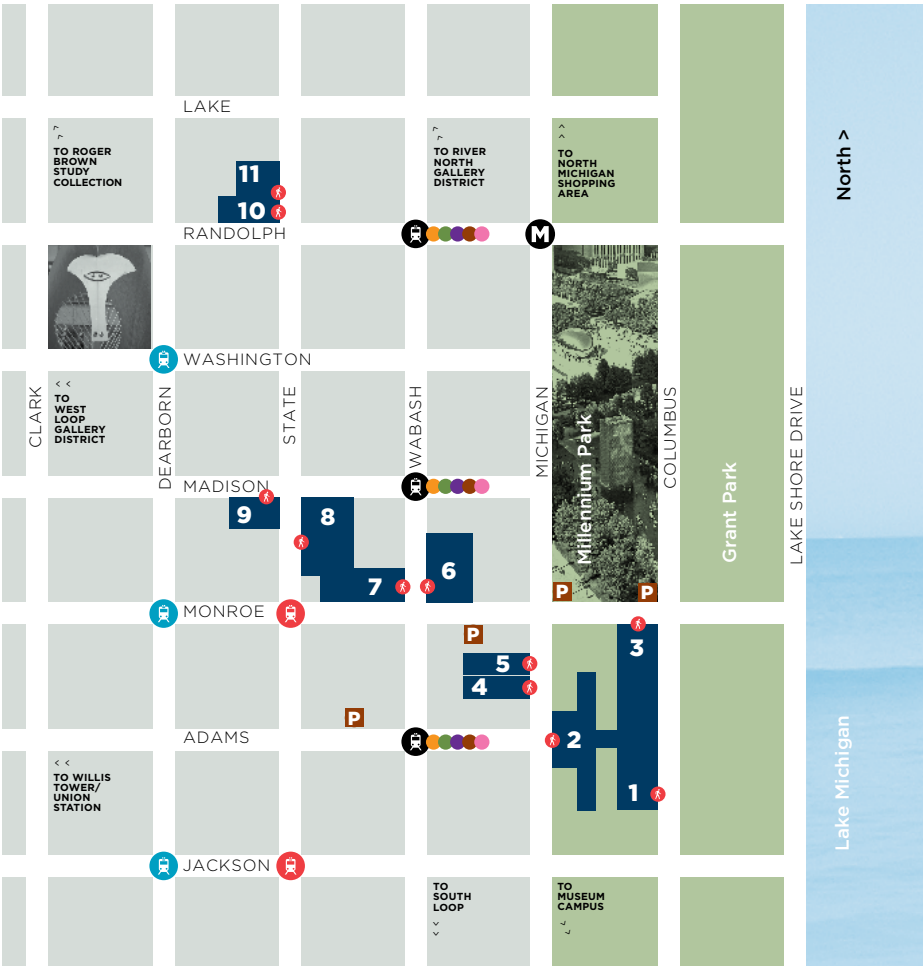 LAKE
TO ROGER
BROWN
STUDY
COLLECTION
TO RIVER
NORTH
GALLERY
DISTRICT
TO
NORTH
MICHIGAN
SHOPPING
AREA
North >
11
10
RANDOLPH
M
WASHINGTON
<<
TO
WEST
LOOP
GALLERY
DISTRICT
CLARK
DEARBORN
STATE
WABASH
MICHIGAN
Millennium Park
COLUMBUS
Grant Park
LAKE SHORE DRIVE
MADISON
9
8
7
6
P
P
MONROE
P
5
4
3
P
ADAMS
2
1
<<
TO WILLIS
TOWER/
UNION
STATION
Lake Michigan
JACKSON
TO
SOUTH
LOOP
TO
MUSEUM
CAMPUS